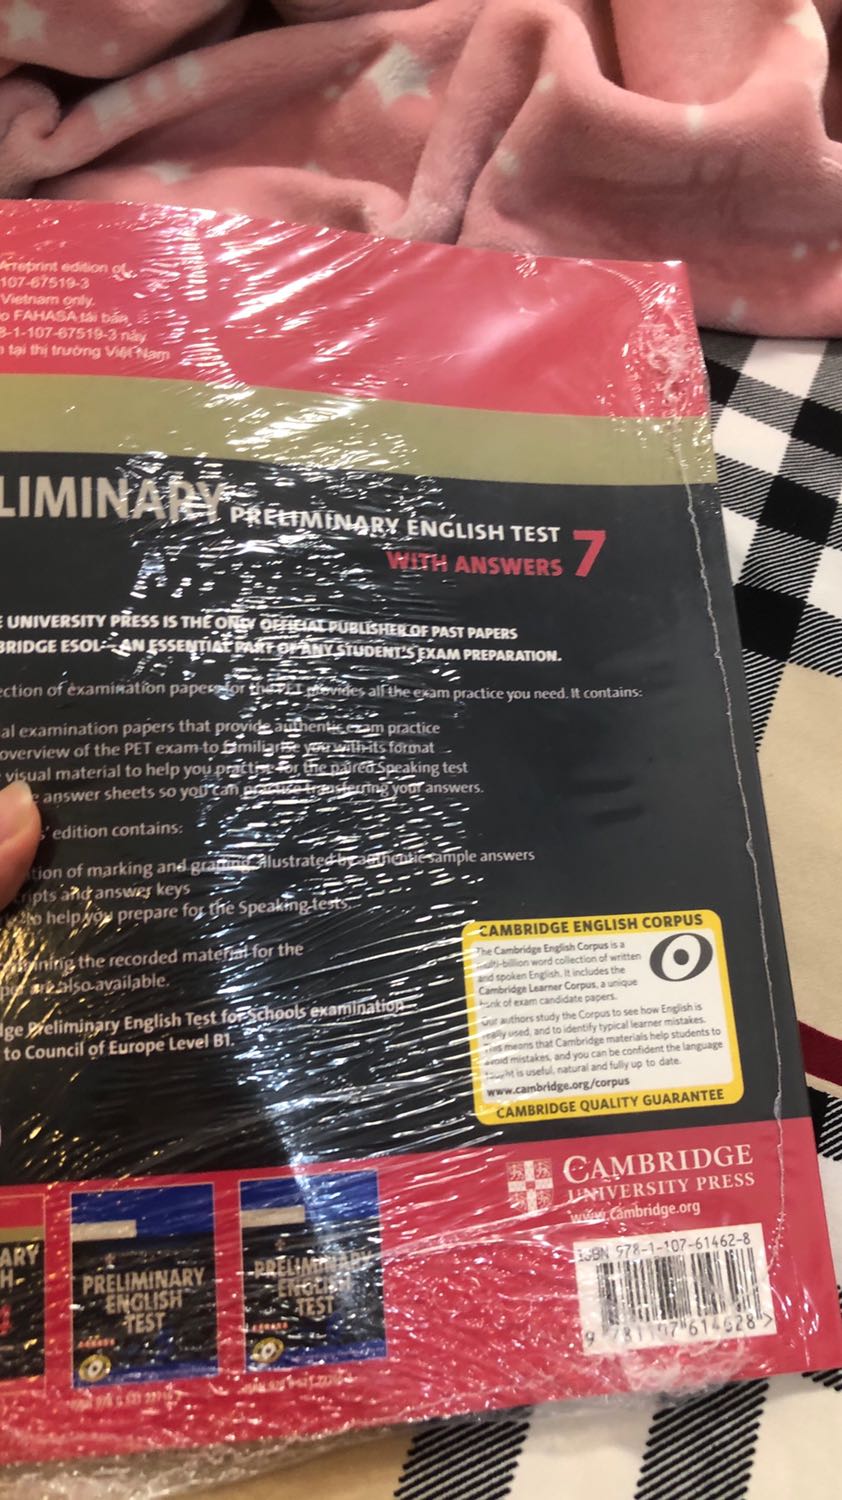 A reprint edition of
107-67519-3
Vietnam only.
FAHASA tái bản
8-1-107-67519-3 này
tại thị trường Việt Nam
LIMINARY PRELIMINARY ENGLISH TEST 7
WITH ANSWERS
E UNIVERSITY PRESS IS THE ONLY OFFICIAL PUBLISHER OF PAST PAPERS
BRIDGE ESOL – AN ESSENTIAL PART OF ANY STUDENT'S EXAM PREPARATION.
ection of examination papers for the PET provides all the exam practice you need. It contains:
al examination papers that provide authentic exam practice
overview of the PET exam to familiarise you with its format
visual material to help you practise for the paired Speaking test
answer sheets so you can practise transferring your answers.
' edition contains:
tion of marking and grading, illustrated by authentic sample answers
ipts and answer keys
to help you prepare for the Speaking tests.
ining the recorded material for the
are also available.
ge Preliminary English Test for Schools examination
to Council of Europe Level B1.
CAMBRIDGE ENGLISH CORPUS
The Cambridge English Corpus is a
multi-billion word collection of written
and spoken English. It includes the
Cambridge Learner Corpus, a unique
bank of exam candidate papers.
Our authors study the Corpus to see how English is
really used, and to identify typical learner mistakes.
This means that Cambridge materials help students to
avoid mistakes, and you can be confident the language
taught is useful, natural and fully up to date.
www.cambridge.org/corpus
CAMBRIDGE QUALITY GUARANTEE
CAMBRIDGE
UNIVERSITY PRESS
www.cambridge.org
ISBN 978-1-107-61462-8
9 781107 614628 >
ARY
H
PRELIMINARY
ENGLISH
TEST
PRELIMINARY
ENGLISH
TEST